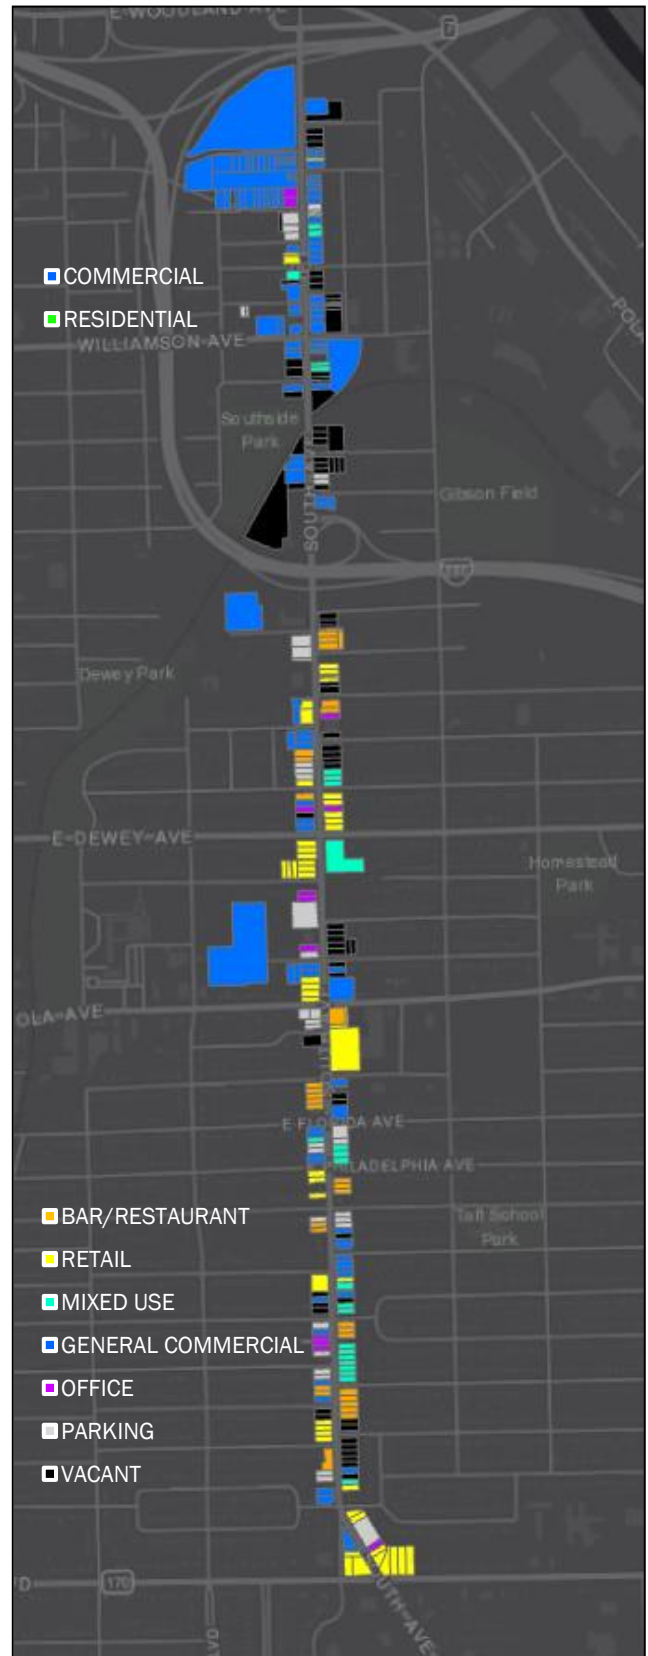 E-WOODLAND-AVE
7
COMMERCIAL
RESIDENTIAL
WILLIAMSON-AVE
Southside
Park
SOUTH-AVE
Gibson Field
Dewey Park
E-DEWEY-AVE
Homestead
Park
OLA-AVE
E FLORIDA AVE
PHILADELPHIA AVE
BAR/RESTAURANT
Taft School
Park
RETAIL
MIXED USE
GENERAL COMMERCIAL
OFFICE
PARKING
VACANT
170
SOUTH-AVE